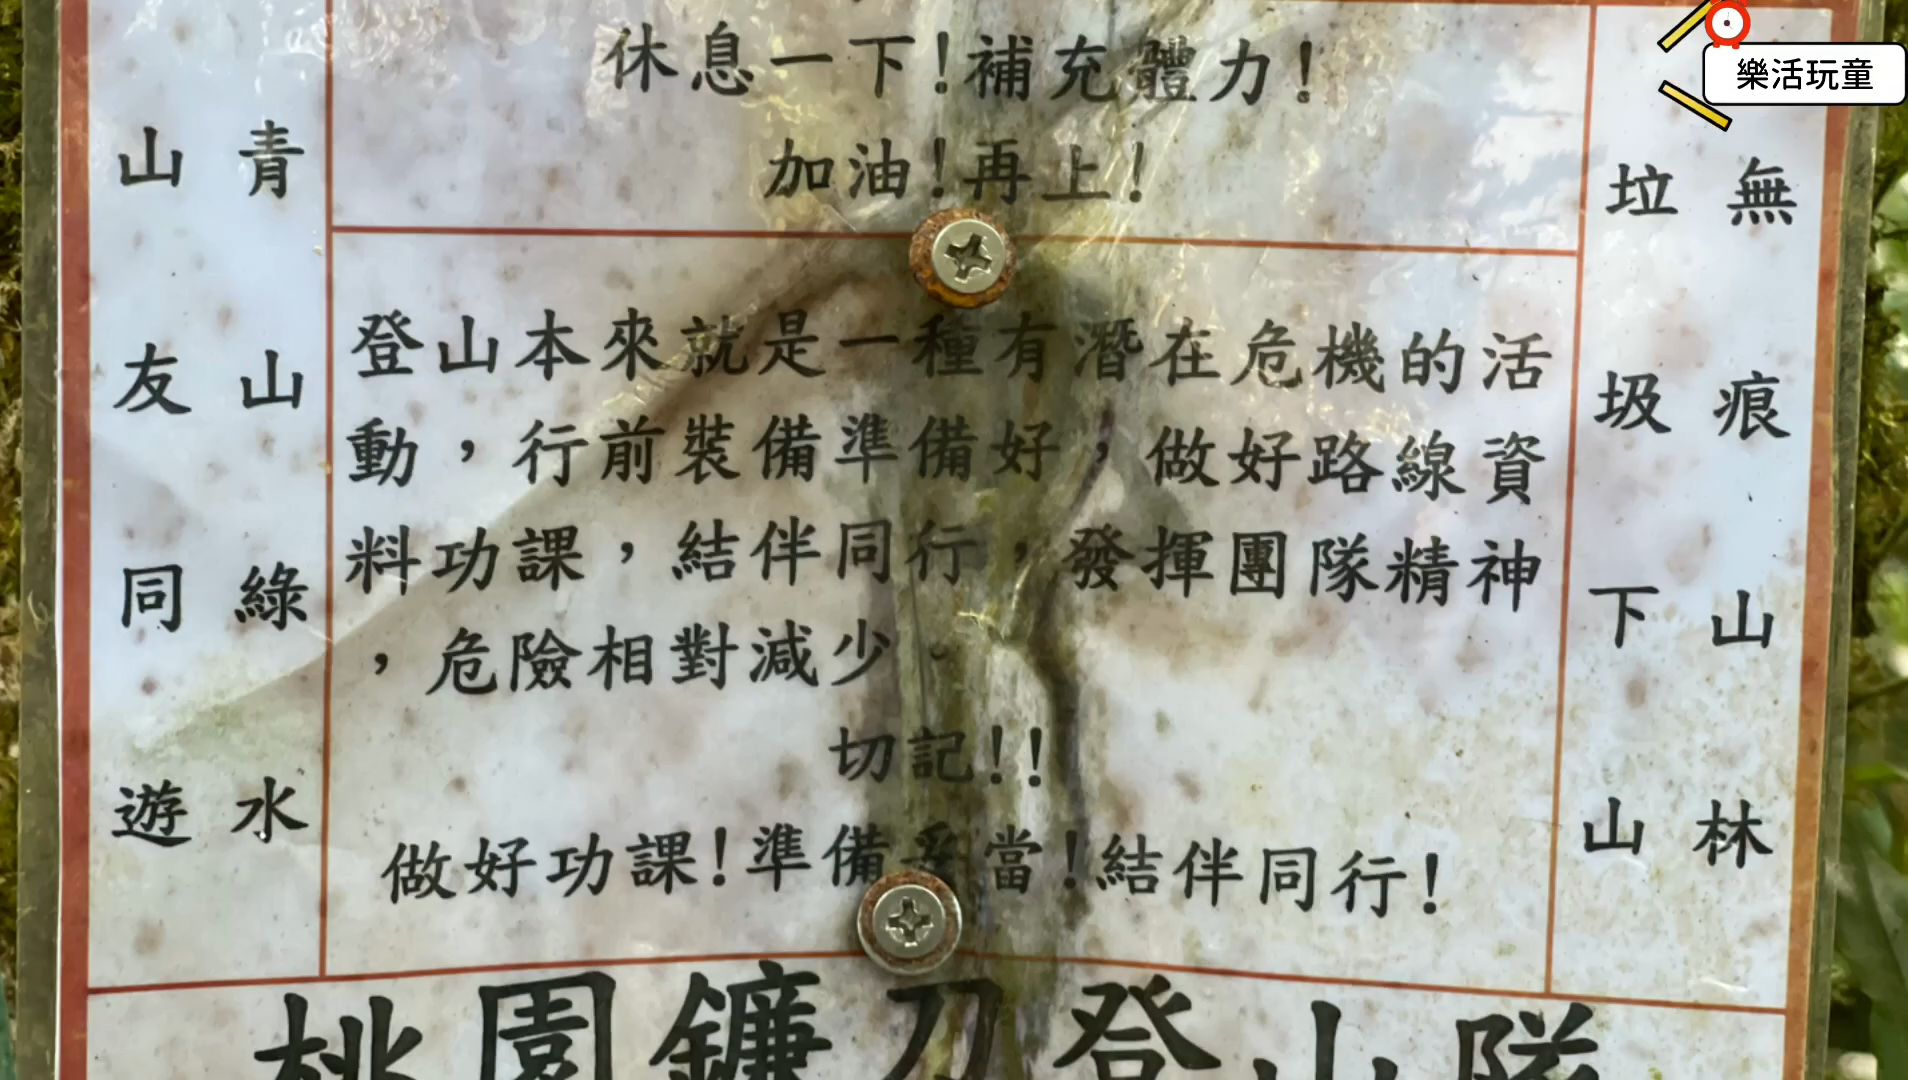 休息一下!補充體力!
加油!再上!
登山本來就是一種有潛在危機的活
動，行前裝備準備好，做好路線資
料功課，結伴同行，發揮團隊精神
，危險相對減少。
切記!!
做好功課!準備妥當!結伴同行!
青山綠水
山友同遊
無痕山林
垃圾下山
桃園鐮刀登山隊
樂活玩童